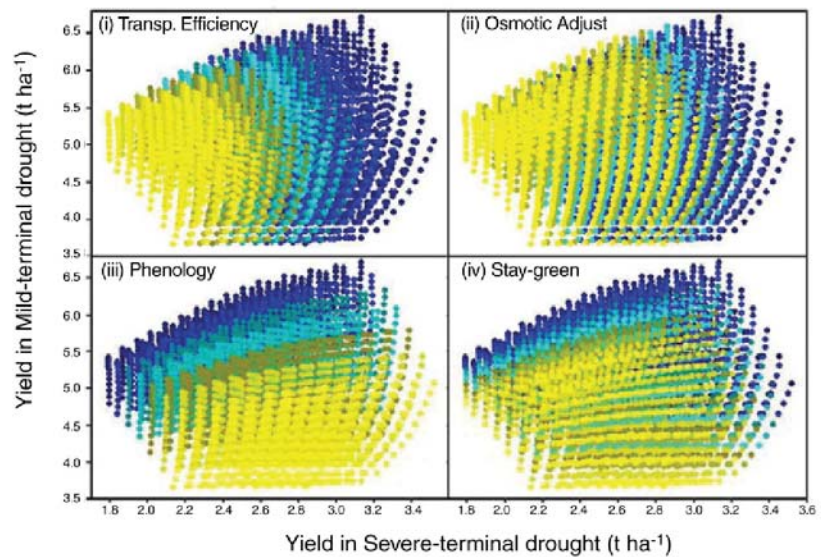 (i) Transp. Efficiency
(ii) Osmotic Adjust
6.5
6.0
5.5
5.0
4.5
4.0
3.5
(iii) Phenology
(iv) Stay-green
6.5
6.0
5.5
5.0
4.5
4.0
3.5
1.8 2.0 2.2 2.4 2.6 2.8 3.0 3.2 3.4 1.8 2.0 2.2 2.4 2.6 2.8 3.0 3.2 3.4 3.6
Yield in Mild-terminal drought (t ha⁻¹)
Yield in Severe-terminal drought (t ha⁻¹)